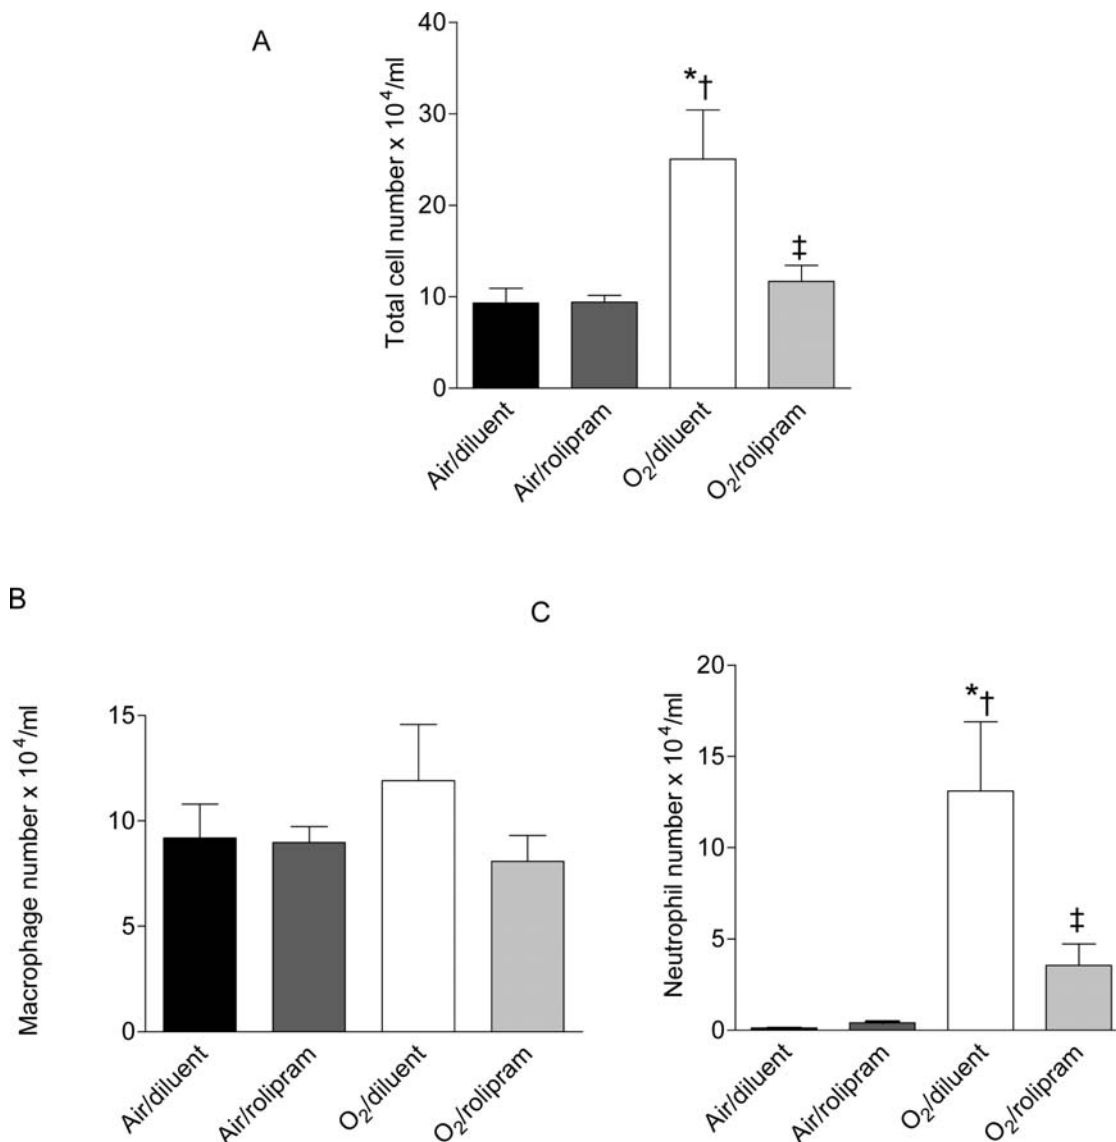 A
Total cell number x 10⁴/ml
40
30
20
10
0
*†
‡
Air/diluent
Air/rolipram
O₂/diluent
O₂/rolipram
B
Macrophage number x 10⁴/ml
15
10
5
0
Air/diluent
Air/rolipram
O₂/diluent
O₂/rolipram
C
Neutrophil number x 10⁴/ml
20
15
10
5
0
*†
‡
Air/diluent
Air/rolipram
O₂/diluent
O₂/rolipram